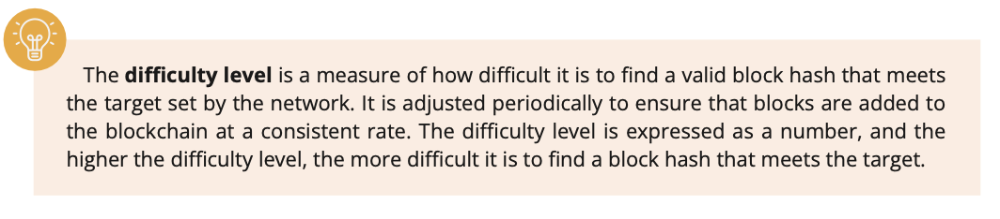 The difficulty level is a measure of how difficult it is to find a valid block hash that meets
the target set by the network. It is adjusted periodically to ensure that blocks are added to
the blockchain at a consistent rate. The difficulty level is expressed as a number, and the
higher the difficulty level, the more difficult it is to find a block hash that meets the target.